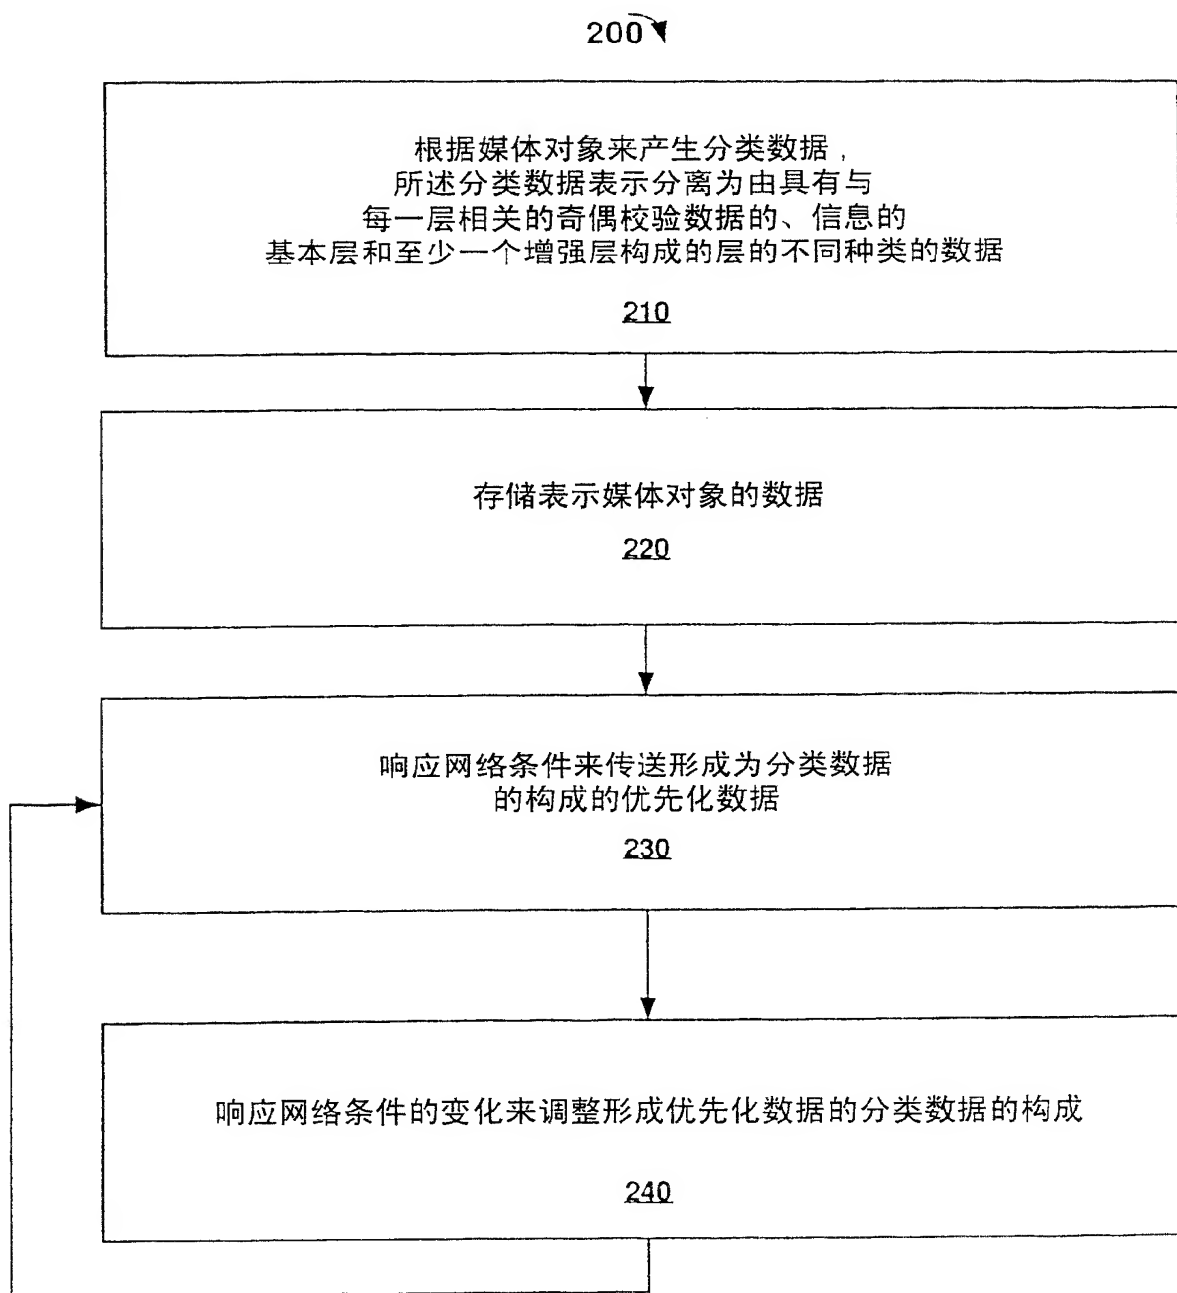 200
根据媒体对象来产生分类数据，
所述分类数据表示分离为由具有与
每一层相关的奇偶校验数据的、信息的
基本层和至少一个增强层构成的层的不同种类的数据
210
存储表示媒体对象的数据
220
响应网络条件来传送形成为分类数据
的构成的优先化数据
230
响应网络条件的变化来调整形成优先化数据的分类数据的构成
240